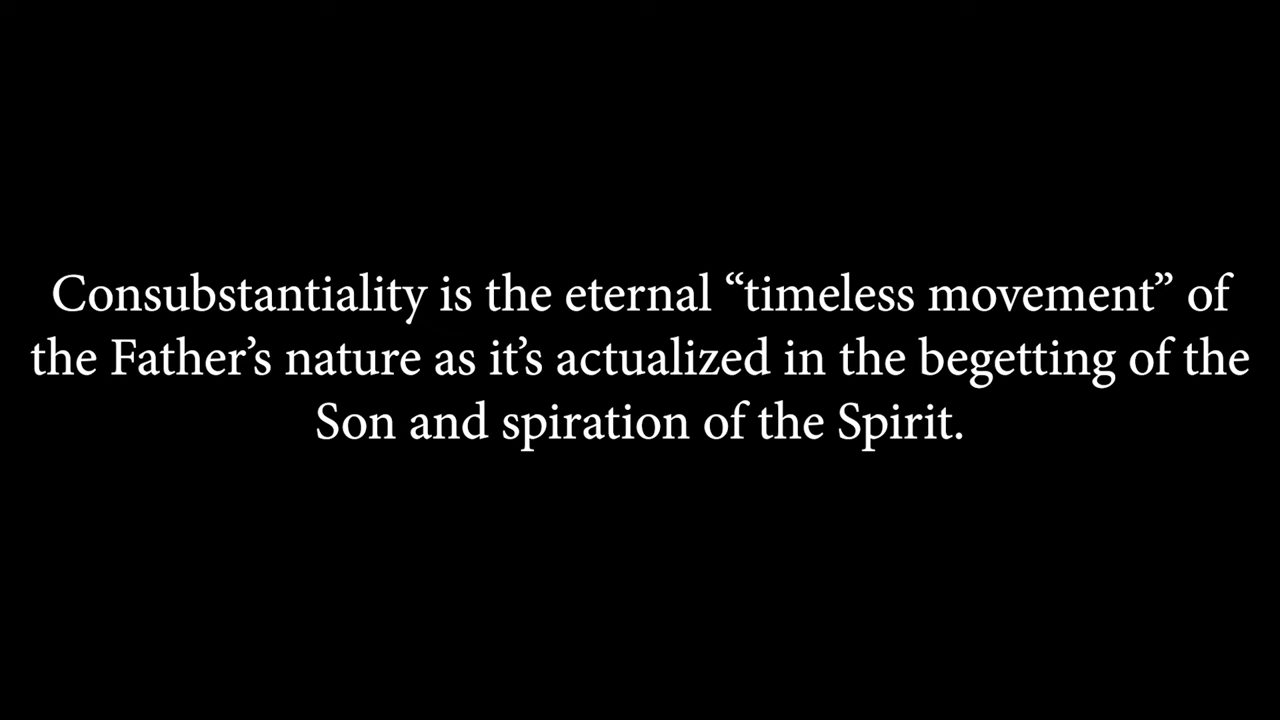 Consubstantiality is the eternal “timeless movement” of
the Father’s nature as it’s actualized in the begetting of the
Son and spiration of the Spirit.